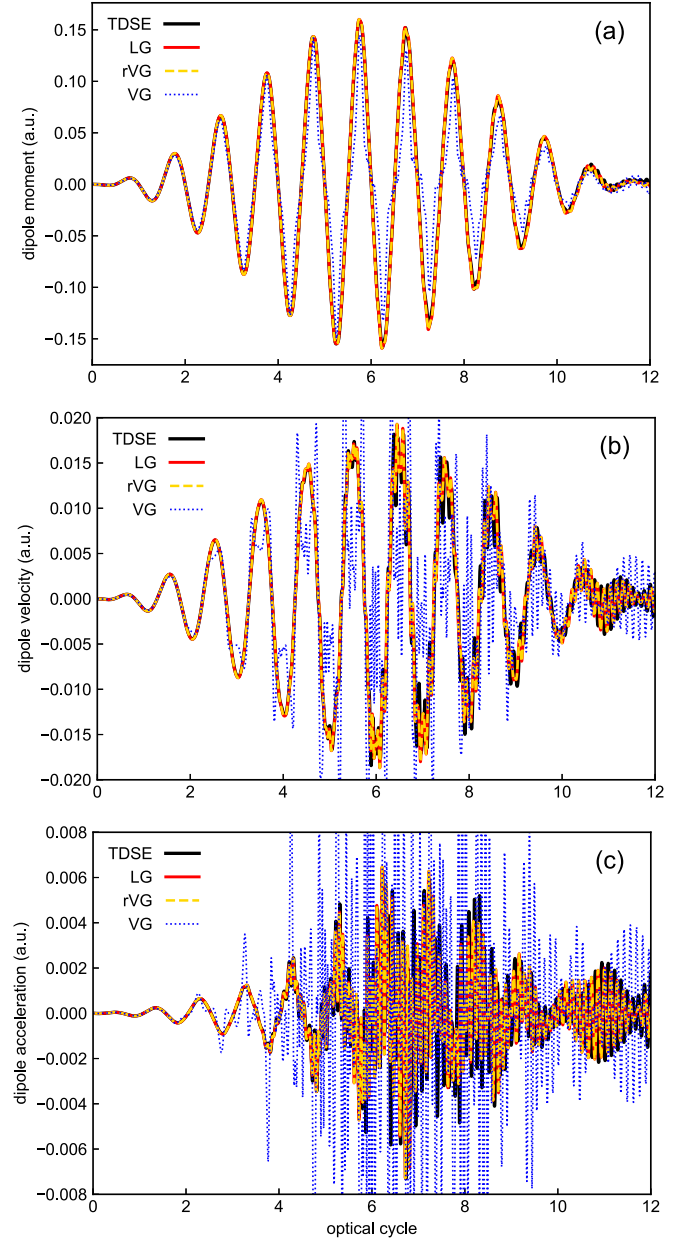 (a)
TDSE
LG
rVG
VG
dipole moment (a.u.)
0.15
0.10
0.05
0.00
−0.05
−0.10
−0.15
0 2 4 6 8 10 12
(b)
TDSE
LG
rVG
VG
dipole velocity (a.u.)
0.020
0.015
0.010
0.005
0.000
−0.005
−0.010
−0.015
−0.020
0 2 4 6 8 10 12
(c)
TDSE
LG
rVG
VG
dipole acceleration (a.u.)
0.008
0.006
0.004
0.002
0.000
−0.002
−0.004
−0.006
−0.008
0 2 4 6 8 10 12
optical cycle